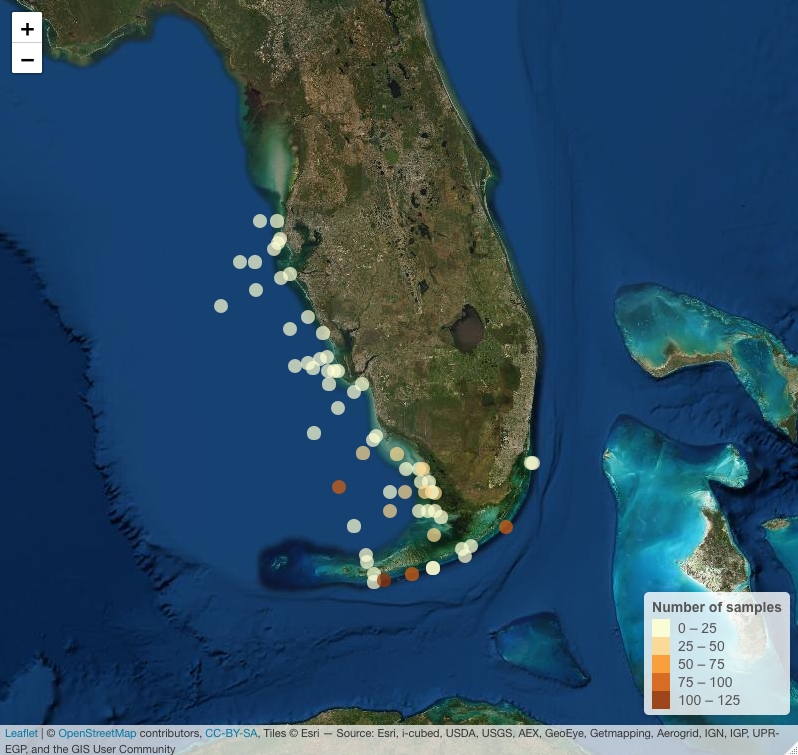 +
−
Number of samples
0 – 25
25 – 50
50 – 75
75 – 100
100 – 125
Leaflet | © OpenStreetMap contributors, CC-BY-SA, Tiles © Esri — Source: Esri, i-cubed, USDA, USGS, AEX, GeoEye, Getmapping, Aerogrid, IGN, IGP, UPR-
EGP, and the GIS User Community